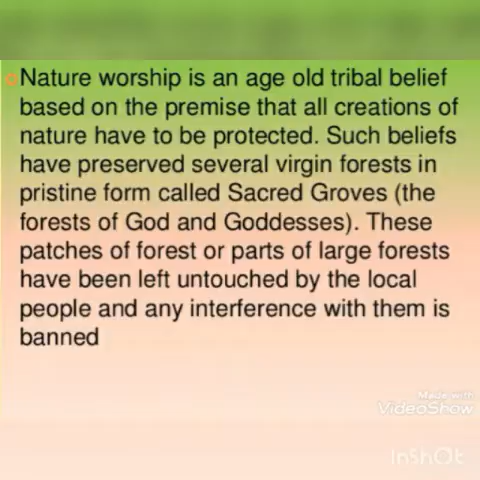 Nature worship is an age old tribal belief
based on the premise that all creations of
nature have to be protected. Such beliefs
have preserved several virgin forests in
pristine form called Sacred Groves (the
forests of God and Goddesses). These
patches of forest or parts of large forests
have been left untouched by the local
people and any interference with them is
banned
Made with
VideoShow
InShOt